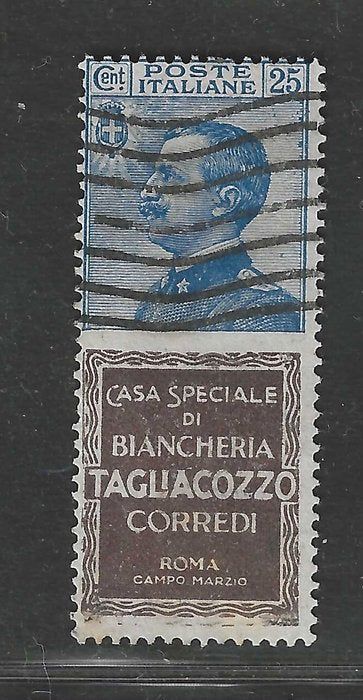 Cent. POSTE ITALIANE 25
CASA SPECIALE
DI
BIANCHERIA
TAGLIACOZZO
CORREDI
ROMA
CAMPO MARZIO